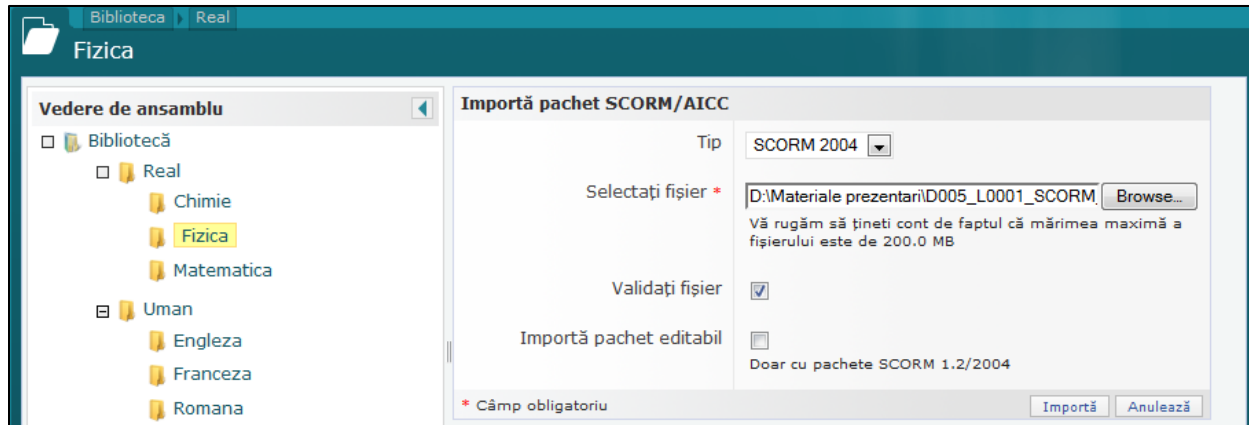 Biblioteca Real
Fizica
Vedere de ansamblu
Bibliotecă
Real
Chimie
Fizica
Matematica
Uman
Engleza
Franceza
Romana
Importă pachet SCORM/AICC
Tip SCORM 2004
Selectați fișier * D:\Materiale prezentari\D005_L0001_SCORM_ Browse...
Vă rugăm să țineti cont de faptul că mărimea maximă a
fișierului este de 200.0 MB
Validați fișier
Importă pachet editabil
Doar cu pachete SCORM 1.2/2004
* Câmp obligatoriu Importă Anulează